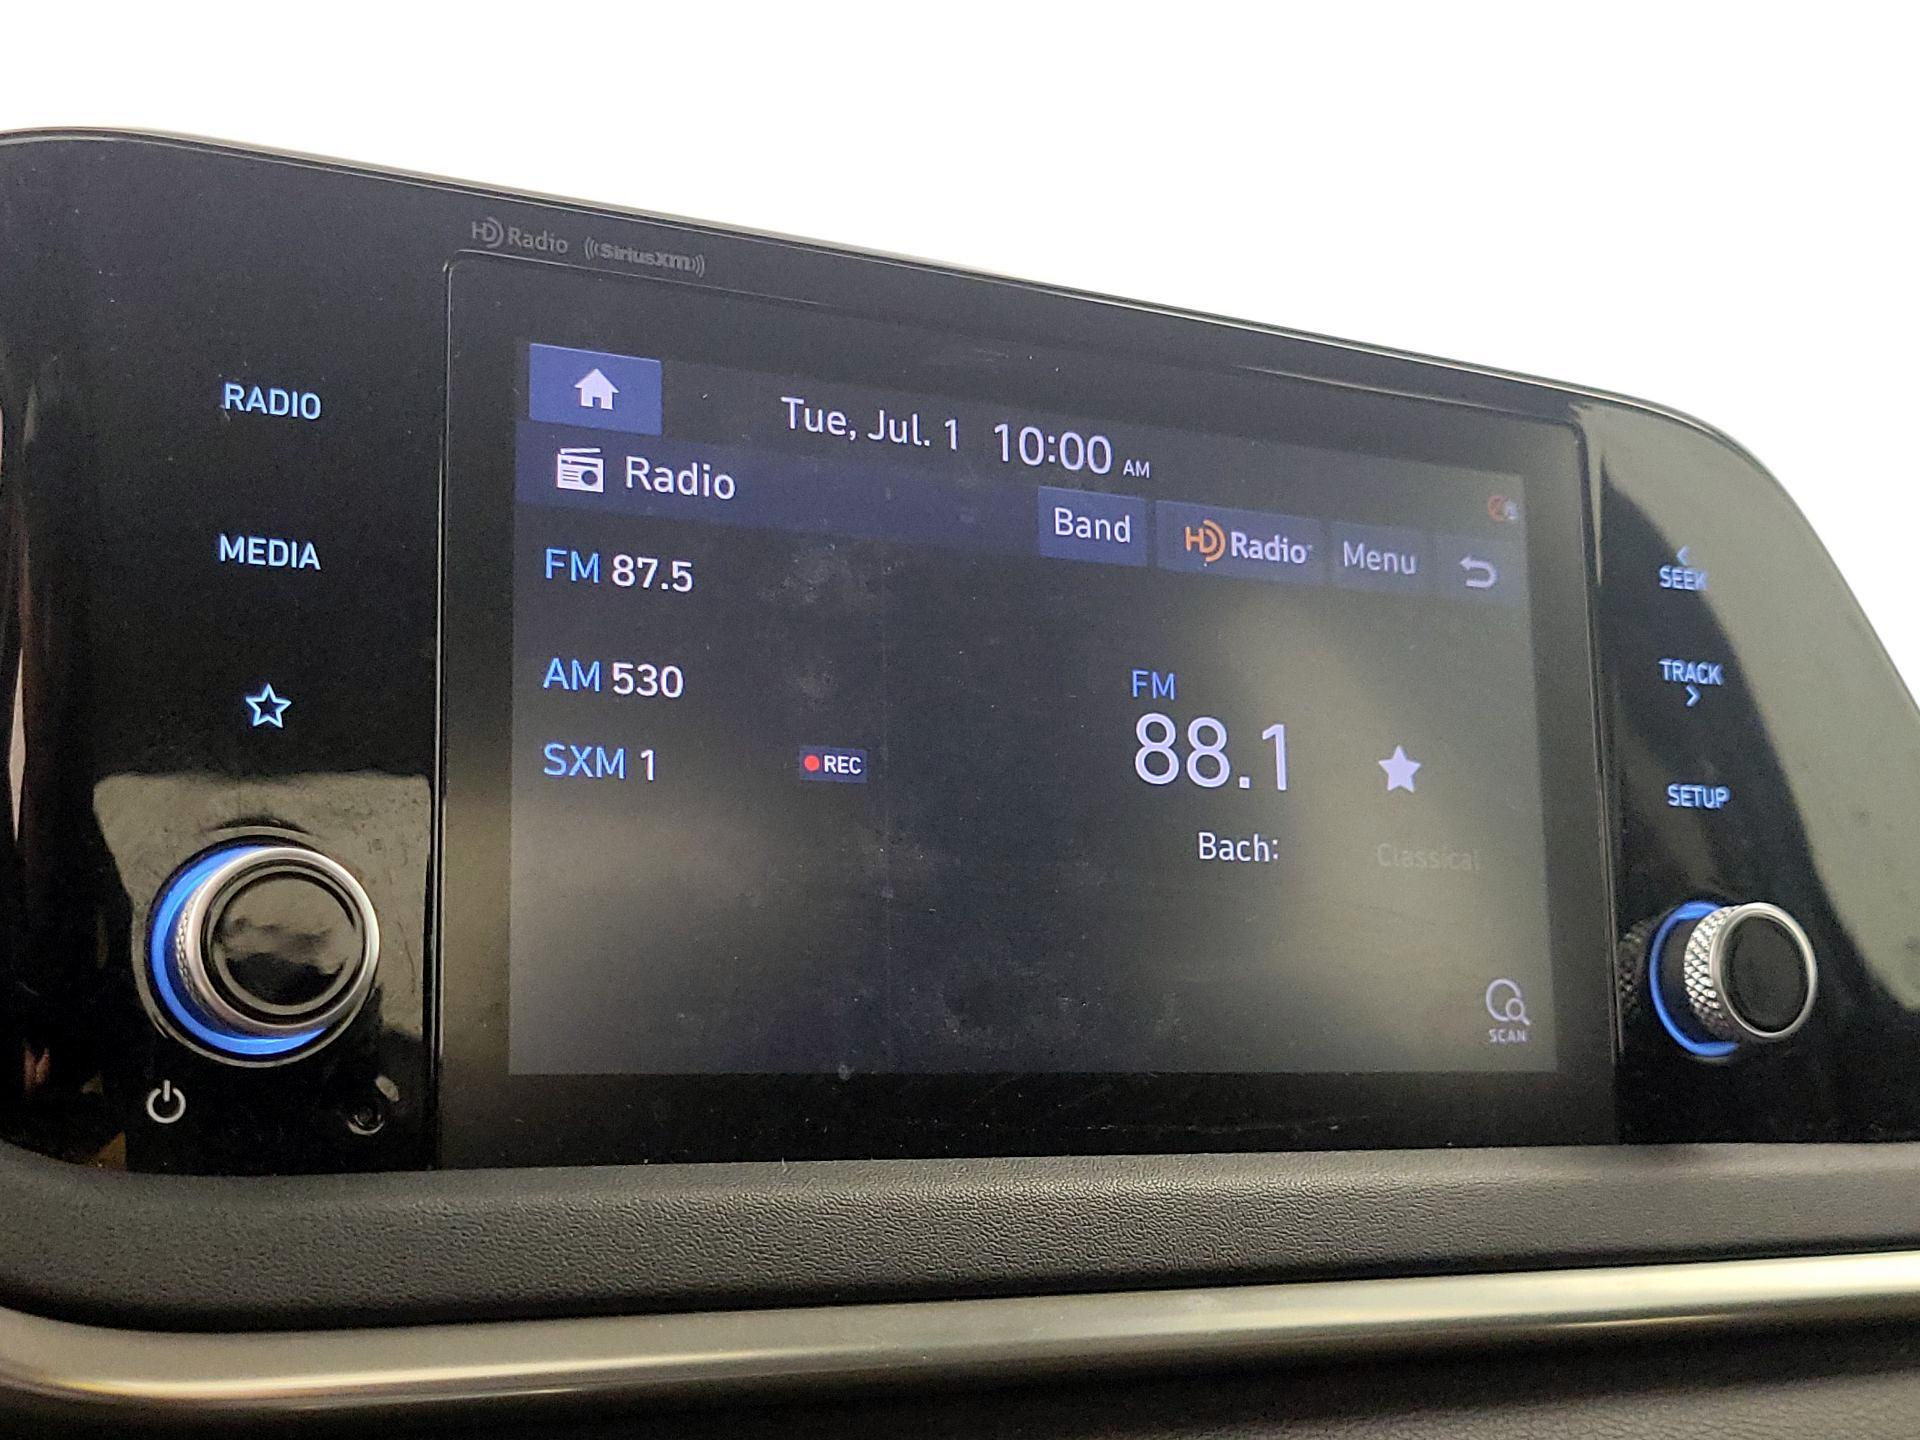 HD Radio ((SiriusXM))
RADIO
MEDIA
Tue, Jul. 1 10:00 AM
Radio
Band HD Radio Menu
FM 87.5
AM 530
SXM 1
REC
FM
88.1
Bach:
Classical
SCAN
SEEK
TRACK
SETUP